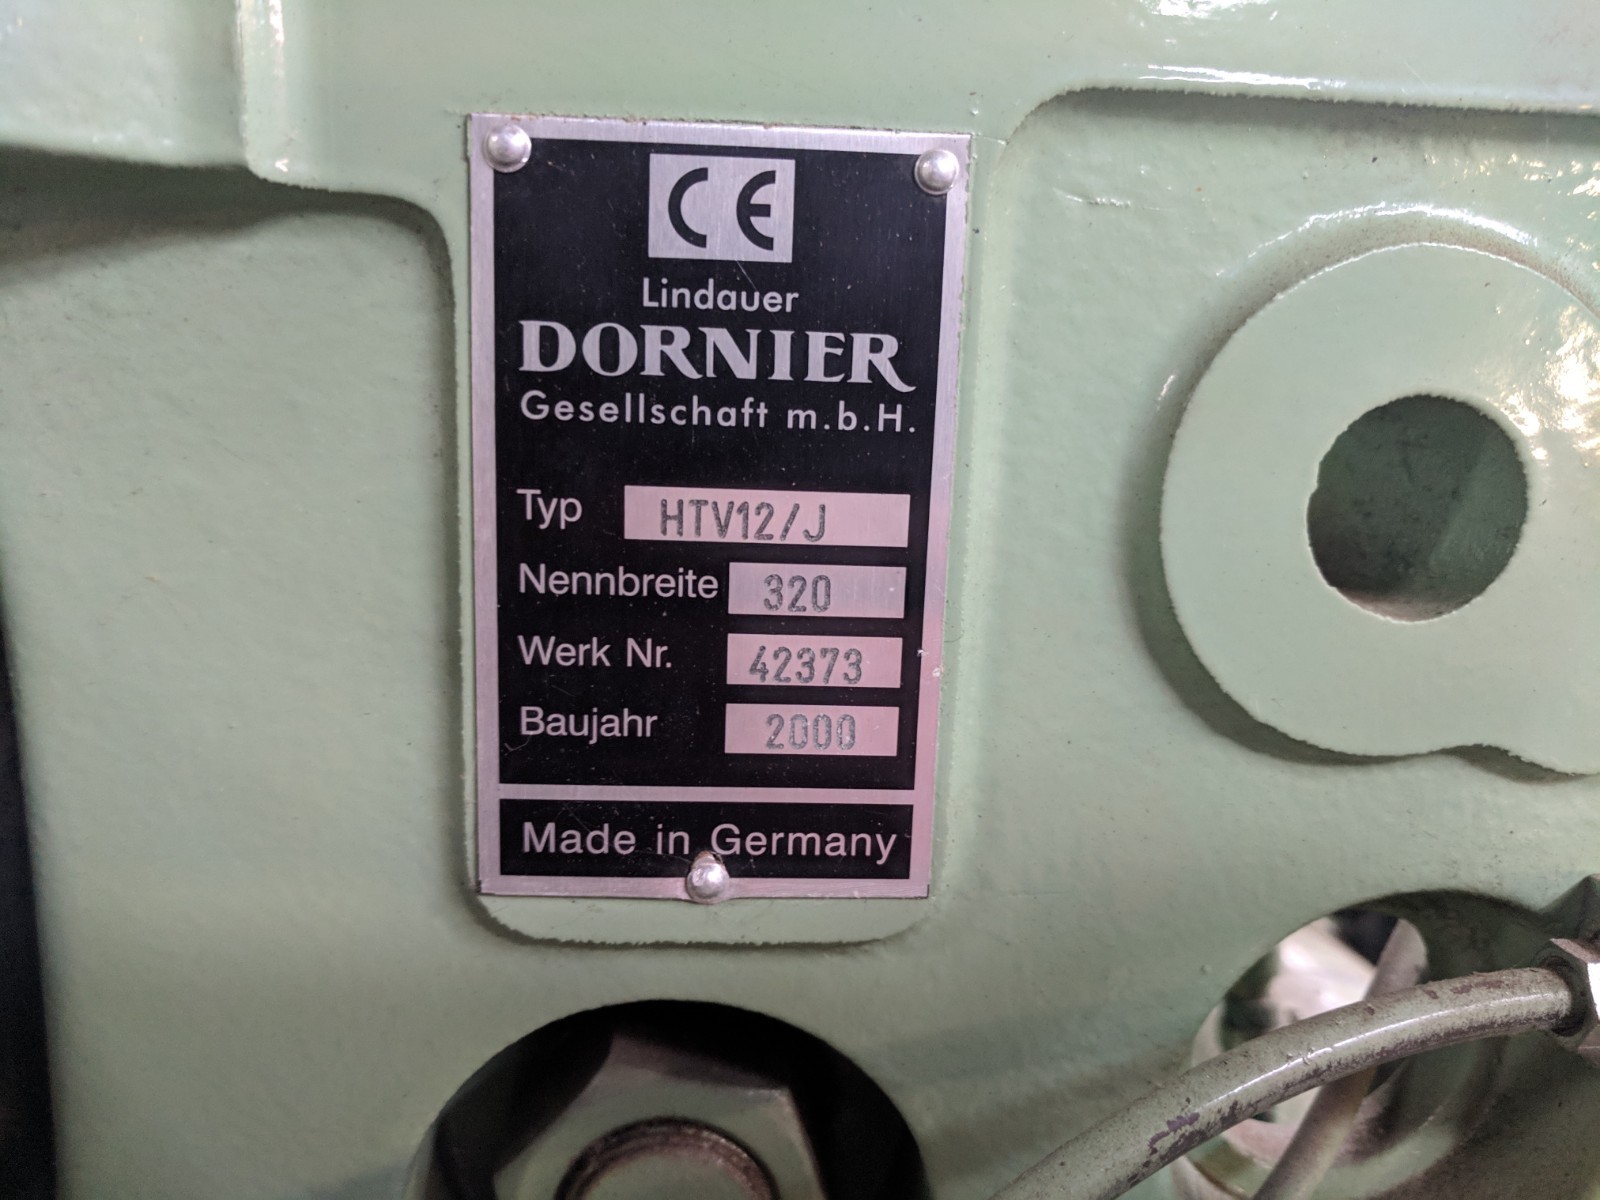 CE
Lindauer
DORNIER
Gesellschaft m.b.H.
Typ HTV12/J
Nennbreite 320
Werk Nr. 42373
Baujahr 2000
Made in Germany